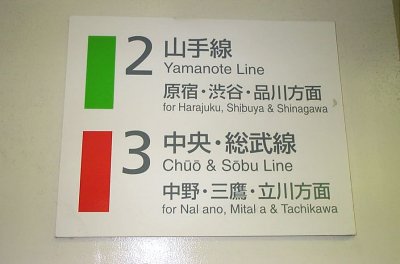 2 山手線
Yamanote Line
原宿・渋谷・品川方面
for Harajuku, Shibuya & Shinagawa
3 中央・総武線
Chūō & Sōbu Line
中野・三鷹・立川方面
for Nal ano, Mital a & Tachikawa